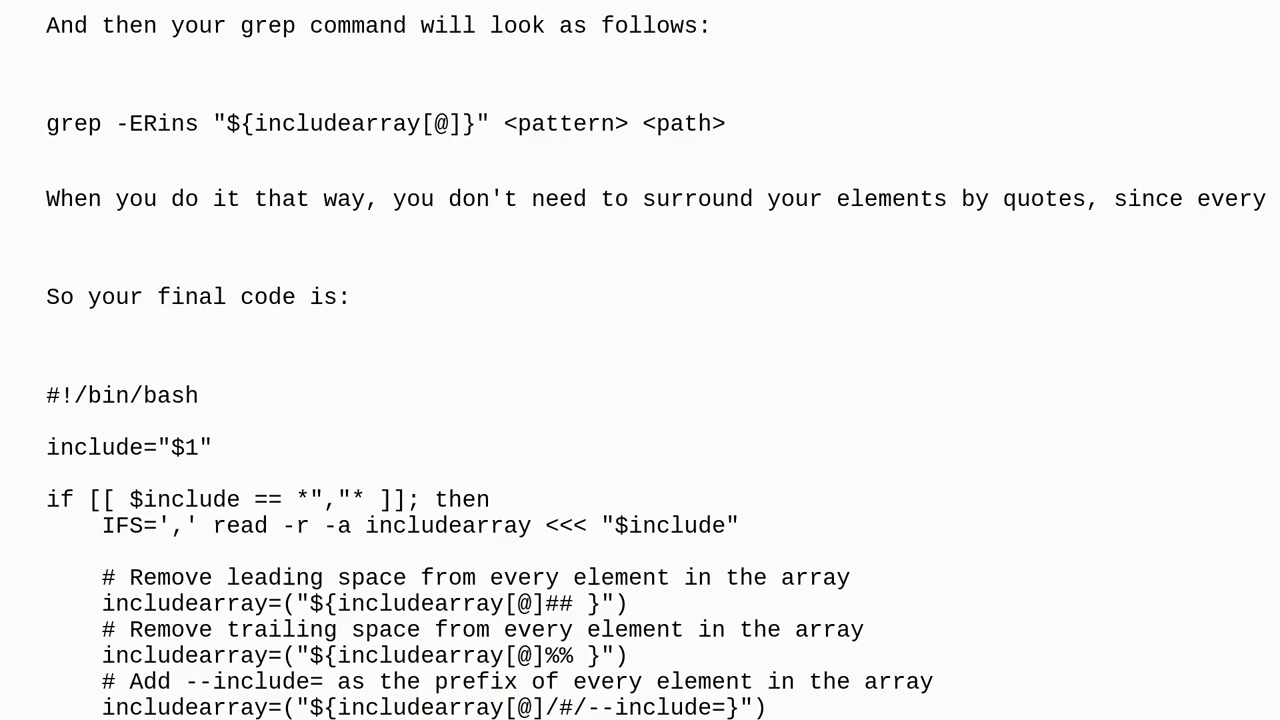 And then your grep command will look as follows:
grep -ERins "${includearray[@]}" <pattern> <path>
When you do it that way, you don't need to surround your elements by quotes, since every
So your final code is:
#!/bin/bash
include="$1"
if [[ $include == *","* ]]; then
    IFS=',' read -r -a includearray <<< "$include"
    # Remove leading space from every element in the array
    includearray=("${includearray[@]## }")
    # Remove trailing space from every element in the array
    includearray=("${includearray[@]%% }")
    # Add --include= as the prefix of every element in the array
    includearray=("${includearray[@]/#/--include=}")